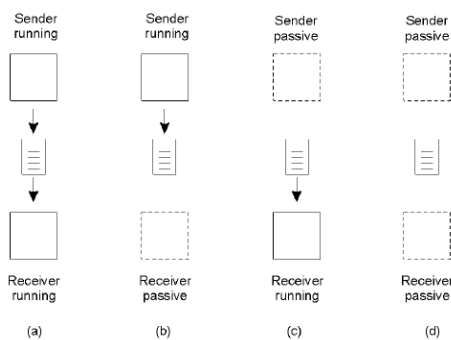 Sender Sender Sender Sender
running running passive passive
Receiver Receiver Receiver Receiver
running passive running passive
(a) (b) (c) (d)